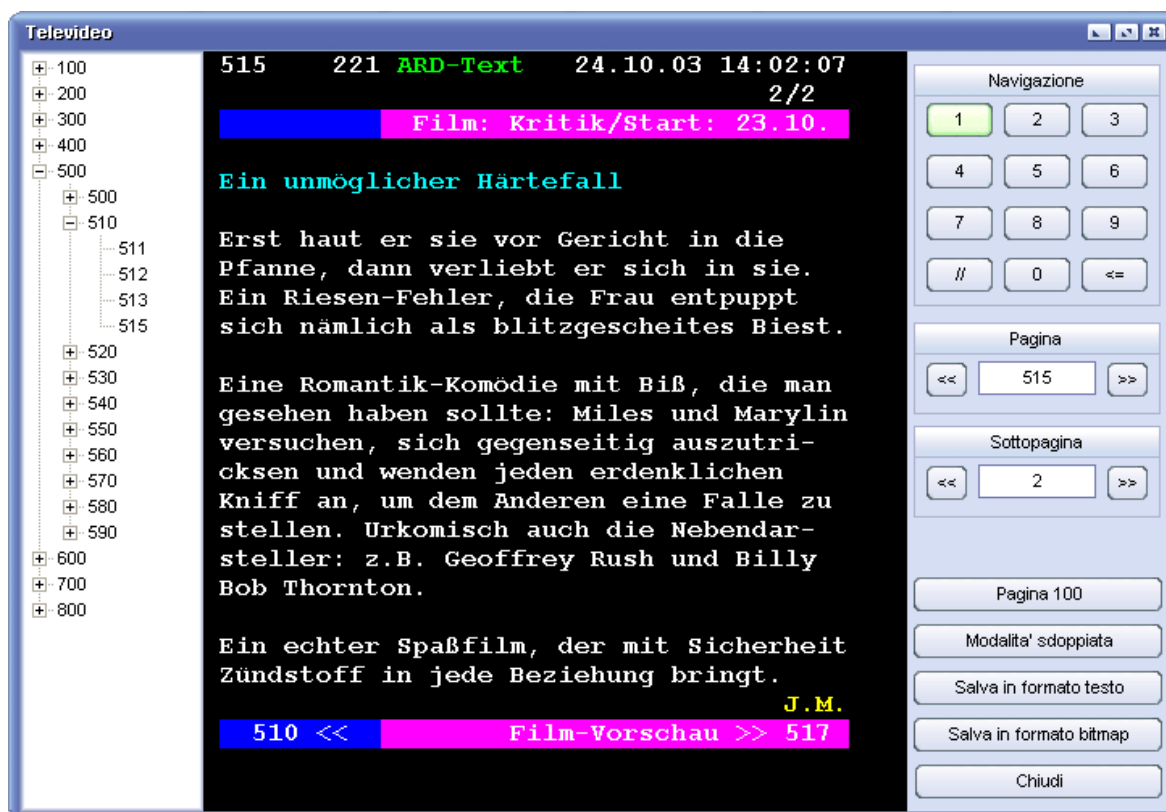 Televideo
100
200
300
400
500
500
510
511
512
513
515
520
530
540
550
560
570
580
590
600
700
800
515 221 ARD-Text 24.10.03 14:02:07
2/2
Film: Kritik/Start: 23.10.
Ein unmöglicher Härtefall
Erst haut er sie vor Gericht in die
Pfanne, dann verliebt er sich in sie.
Ein Riesen-Fehler, die Frau entpuppt
sich nämlich als blitzgescheites Biest.
Eine Romantik-Komödie mit Biß, die man
gesehen haben sollte: Miles und Marylin
versuchen, sich gegenseitig auszutri-
cksen und wenden jeden erdenklichen
Kniff an, um dem Anderen eine Falle zu
stellen. Urkomisch auch die Nebendar-
steller: z.B. Geoffrey Rush und Billy
Bob Thornton.
Ein echter Spaßfilm, der mit Sicherheit
Zündstoff in jede Beziehung bringt.
J.M.
510 << Film-Vorschau >> 517
Navigazione
1 2 3
4 5 6
7 8 9
// 0 <=
Pagina
<< 515 >>
Sottopagina
<< 2 >>
Pagina 100
Modalita' sdoppiata
Salva in formato testo
Salva in formato bitmap
Chiudi